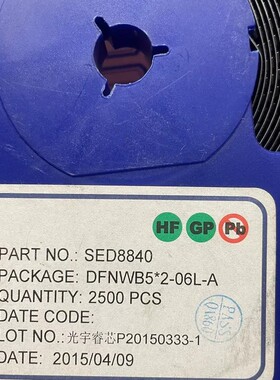 HF GP Pb
PART NO.: SED8840
PACKAGE: DFNWB5*2-06L-A
QUANTITY: 2500 PCS
DATE CODE:
LOT NO.: 光宇睿芯P20150333-1
DATE: 2015/04/09
PASS